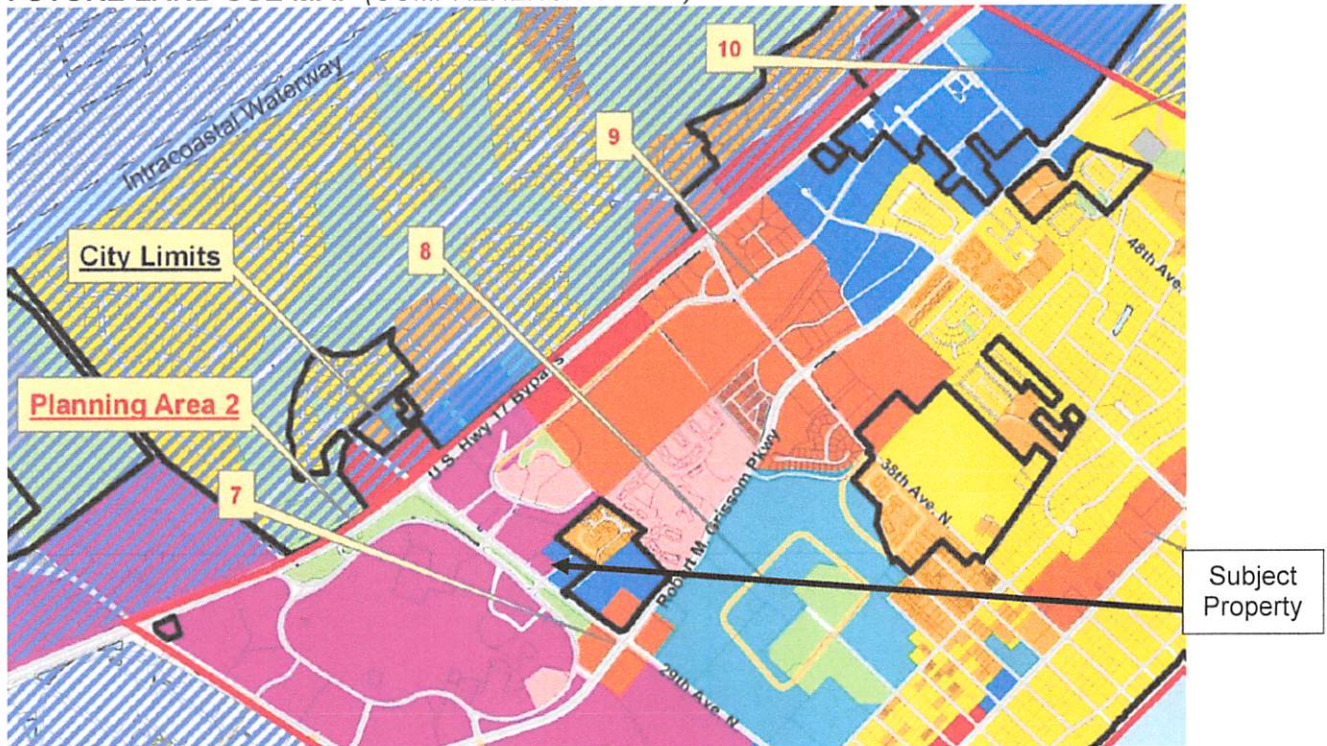 10
Intracoastal Waterway
9
City Limits
8
48th Ave.
Planning Area 2
U.S. Hwy 17 Bypass
7
38th Ave. N
Robert M. Grissom Pkwy
Subject
Property
29th Ave. N